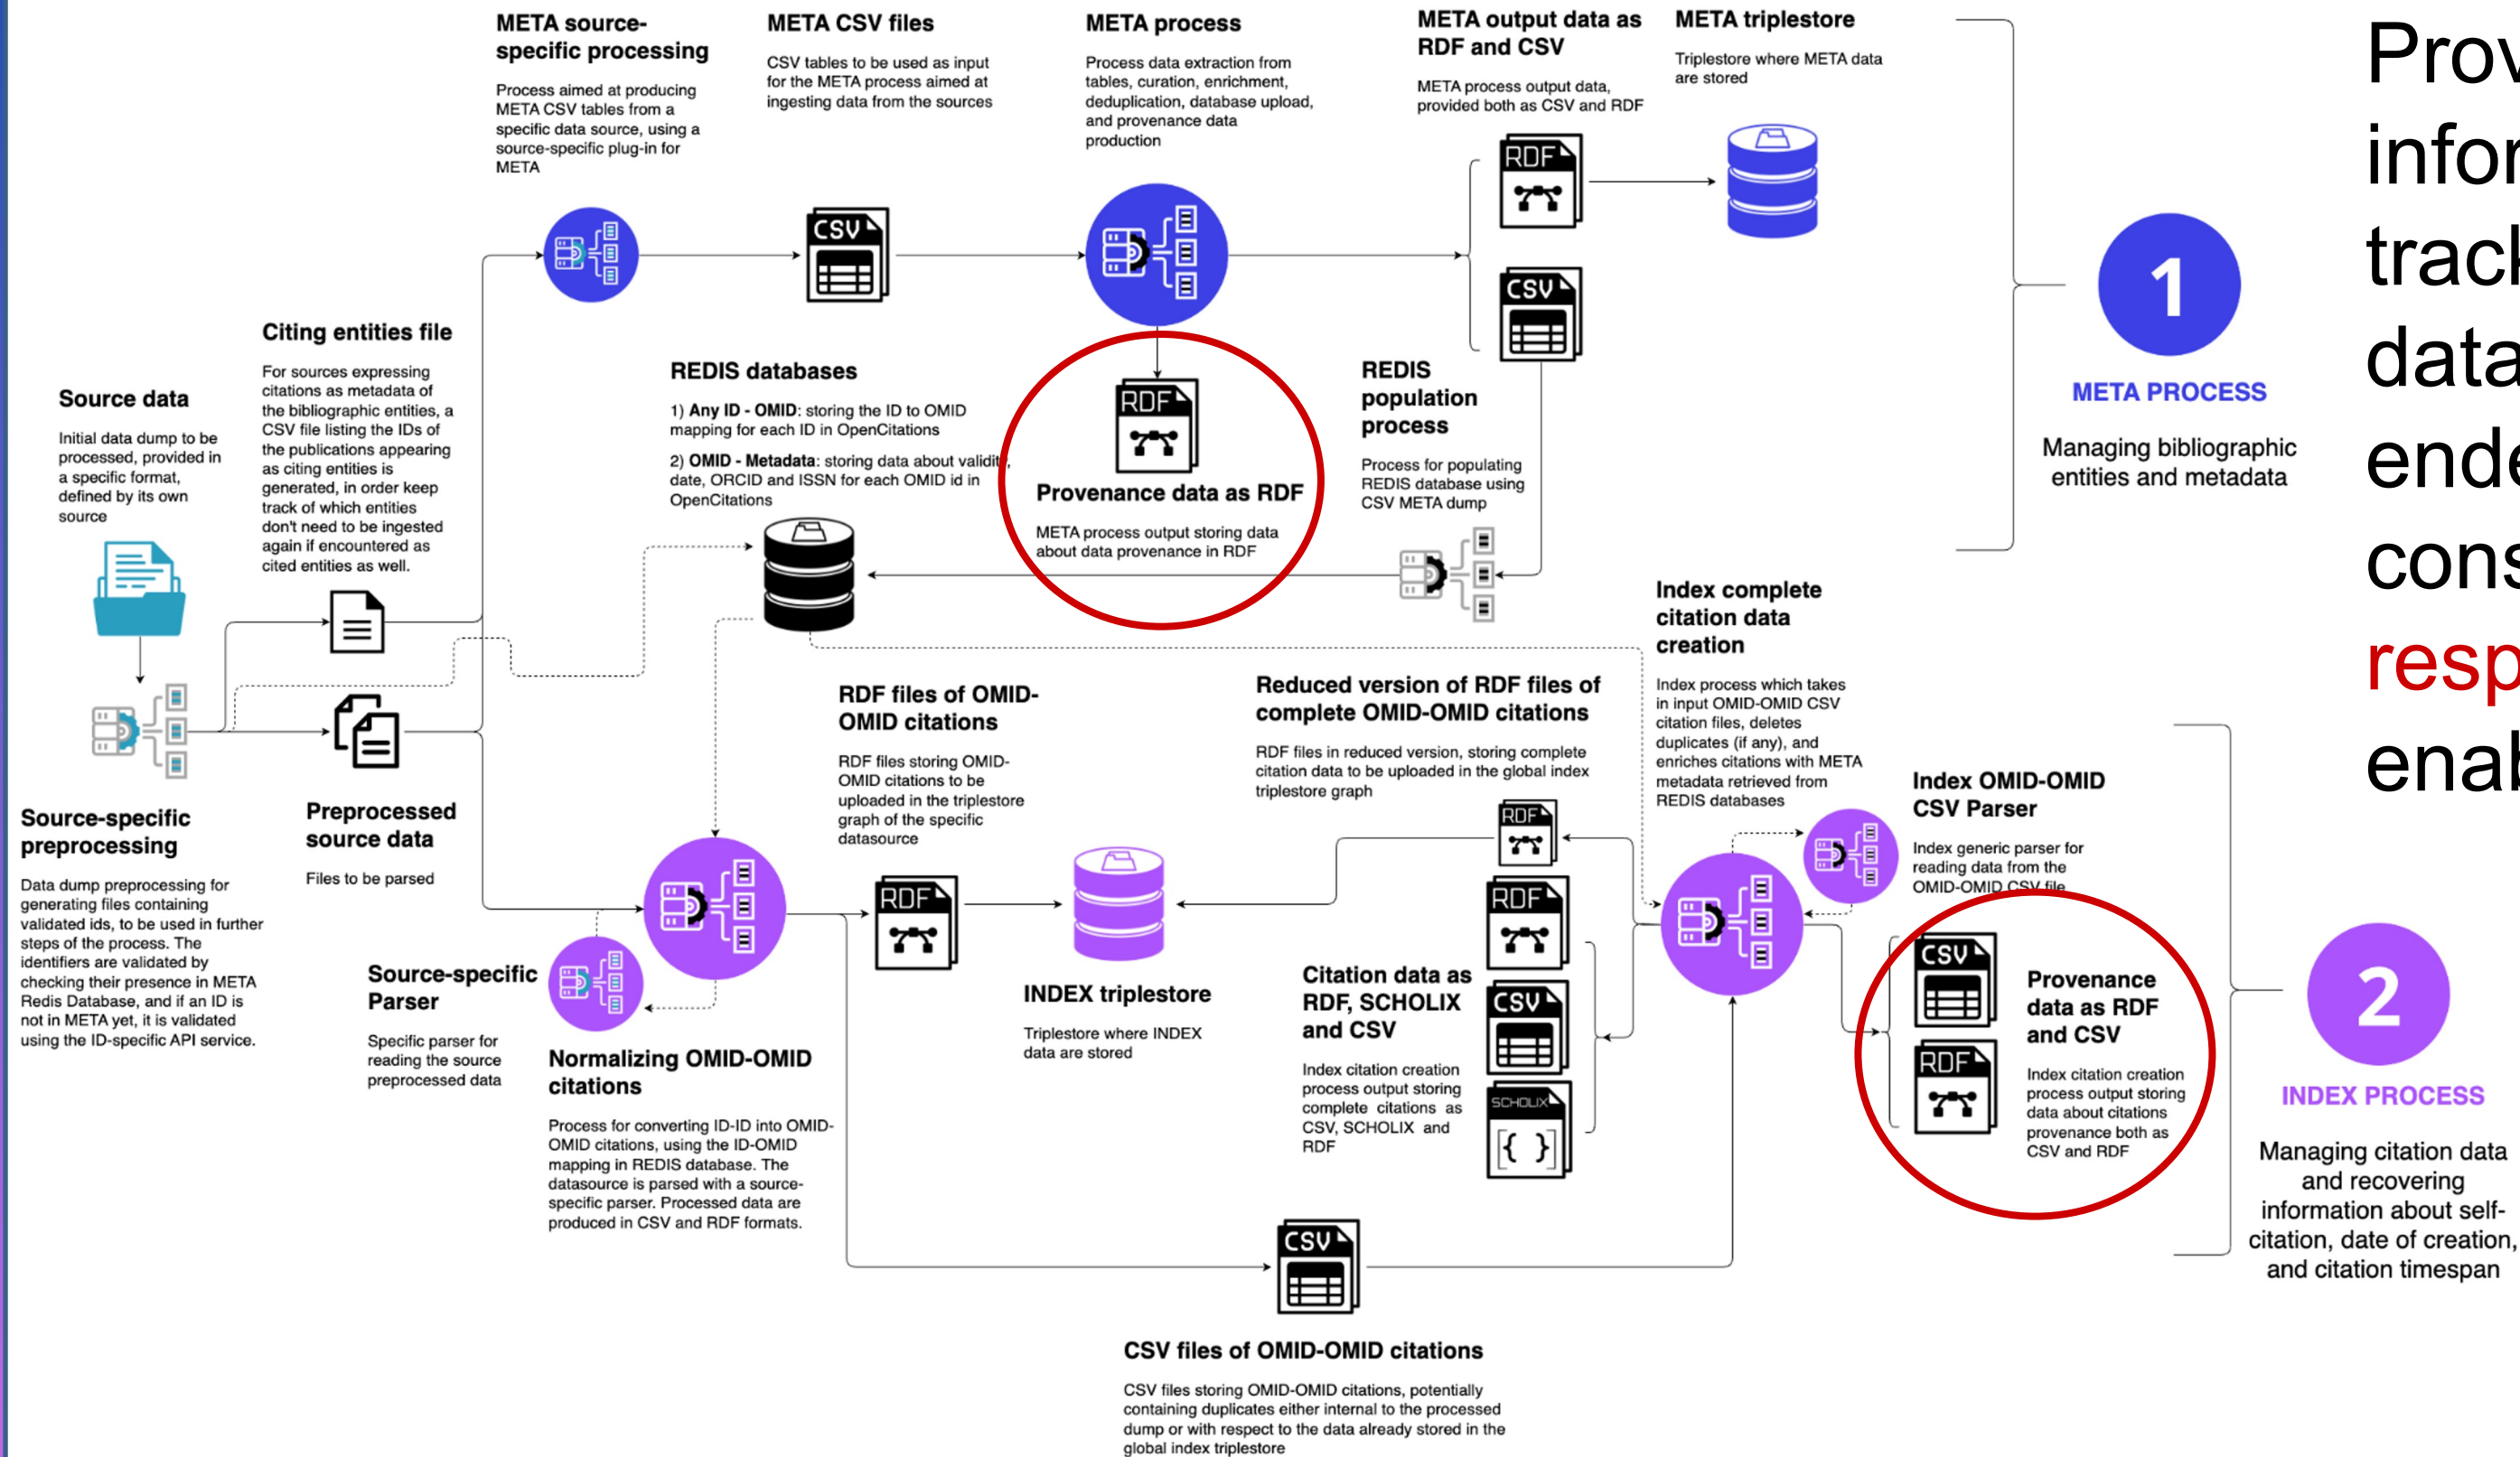 META source-
specific processing
Process aimed at producing
META CSV tables from a
specific data source, using a
source-specific plug-in for
META
META CSV files
CSV tables to be used as input
for the META process aimed at
ingesting data from the sources
META process
Process data extraction from
tables, curation, enrichment,
deduplication, database upload,
and provenance data
production
META output data as
RDF and CSV
META process output data,
provided both as CSV and RDF
META triplestore
Triplestore where META data
are stored
RDF
CSV
CSV
1
META PROCESS
Managing bibliographic
entities and metadata
Citing entities file
For sources expressing
citations as metadata of
the bibliographic entities, a
CSV file listing the IDs of
the publications appearing
as citing entities is
generated, in order keep
track of which entities
don't need to be ingested
again if encountered as
cited entities as well.
Source data
Initial data dump to be
processed, provided in
a specific format,
defined by its own
source
REDIS databases
1) Any ID - OMID: storing the ID to OMID
mapping for each ID in OpenCitations
2) OMID - Metadata: storing data about validity,
date, ORCID and ISSN for each OMID id in
OpenCitations
RDF
Provenance data as RDF
META process output storing data
about data provenance in RDF
REDIS
population
process
Process for populating
REDIS database using
CSV META dump
Source-specific
preprocessing
Data dump preprocessing for
generating files containing
validated ids, to be used in further
steps of the process. The
identifiers are validated by
checking their presence in META
Redis Database, and if an ID is
not in META yet, it is validated
using the ID-specific API service.
Preprocessed
source data
Files to be parsed
Source-specific
Parser
Specific parser for
reading the source
preprocessed data
Normalizing OMID-OMID
citations
Process for converting ID-ID into OMID-
OMID citations, using the ID-OMID
mapping in REDIS database. The
datasource is parsed with a source-
specific parser. Processed data are
produced in CSV and RDF formats.
RDF files of OMID-
OMID citations
RDF files storing OMID-
OMID citations to be
uploaded in the triplestore
graph of the specific
datasource
RDF
INDEX triplestore
Triplestore where INDEX
data are stored
Reduced version of RDF files of
complete OMID-OMID citations
RDF files in reduced version, storing complete
citation data to be uploaded in the global index
triplestore graph
RDF
RDF
CSV
SCHOLIX
{ }
Citation data as
RDF, SCHOLIX
and CSV
Index citation creation
process output storing
complete citations as
CSV, SCHOLIX and
RDF
Index complete
citation data
creation
Index process which takes
in input OMID-OMID CSV
citation files, deletes
duplicates (if any), and
enriches citations with META
metadata retrieved from
REDIS databases
Index OMID-OMID
CSV Parser
Index generic parser for
reading data from the
OMID-OMID CSV file
CSV
RDF
Provenance
data as RDF
and CSV
Index citation creation
process output storing
data about citations
provenance both as
CSV and RDF
2
INDEX PROCESS
Managing citation data
and recovering
information about self-
citation, date of creation,
and citation timespan
CSV
CSV files of OMID-OMID citations
CSV files storing OMID-OMID citations, potentially
containing duplicates either internal to the processed
dump or with respect to the data already stored in the
global index triplestore
Prov
infor
track
data
ende
cons
resp
enab